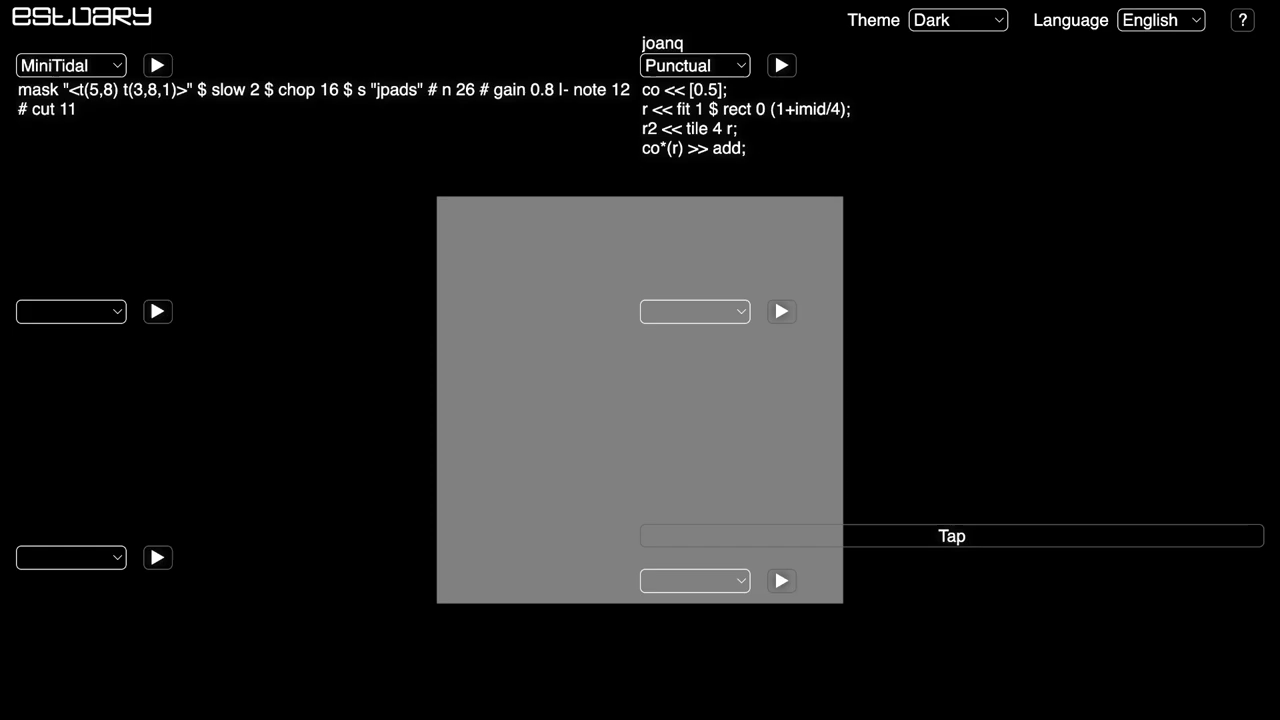 estuary
Theme Dark Language English ?
joanq
MiniTidal
Punctual
mask "<t(5,8) t(3,8,1)>" $ slow 2 $ chop 16 $ s "jpads" # n 26 # gain 0.8 |- note 12
# cut 11
co << [0.5];
r << fit 1 $ rect 0 (1+imid/4);
r2 << tile 4 r;
co*(r) >> add;
Tap